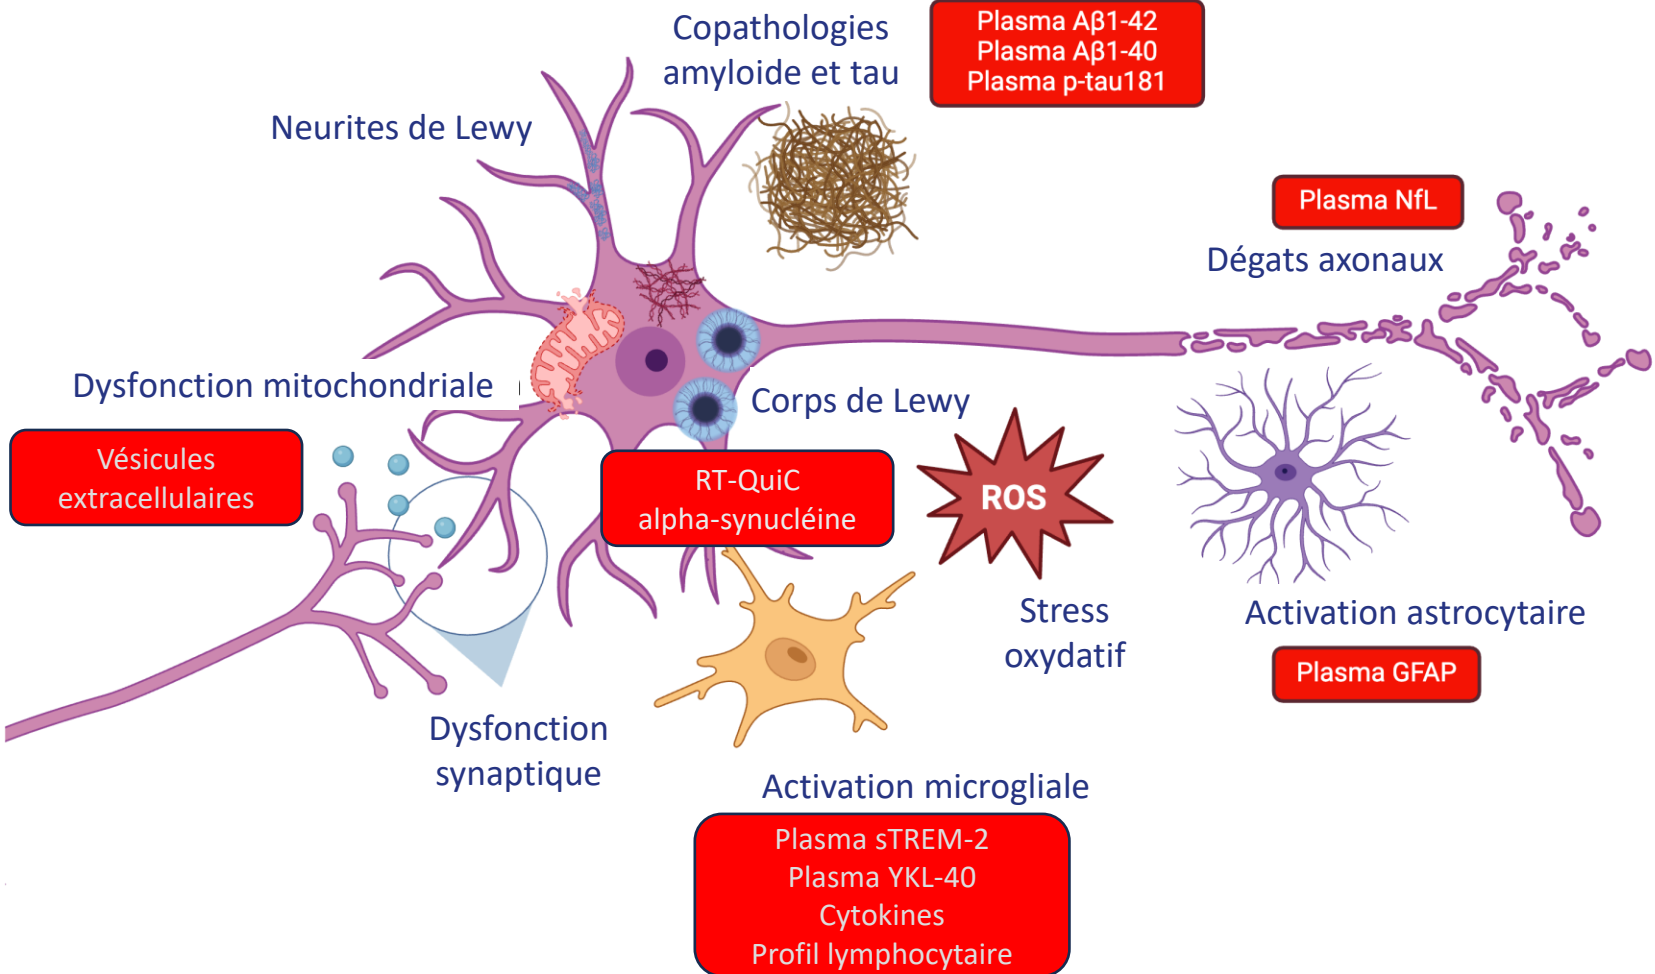 Copathologies
amyloide et tau
Plasma Aβ1-42
Plasma Aβ1-40
Plasma p-tau181
Neurites de Lewy
Plasma NfL
Dégats axonaux
Dysfonction mitochondriale
Corps de Lewy
Vésicules
extracellulaires
RT-QuiC
alpha-synucléine
ROS
Stress
oxydatif
Activation astrocytaire
Plasma GFAP
Dysfonction
synaptique
Activation microgliale
Plasma sTREM-2
Plasma YKL-40
Cytokines
Profil lymphocytaire